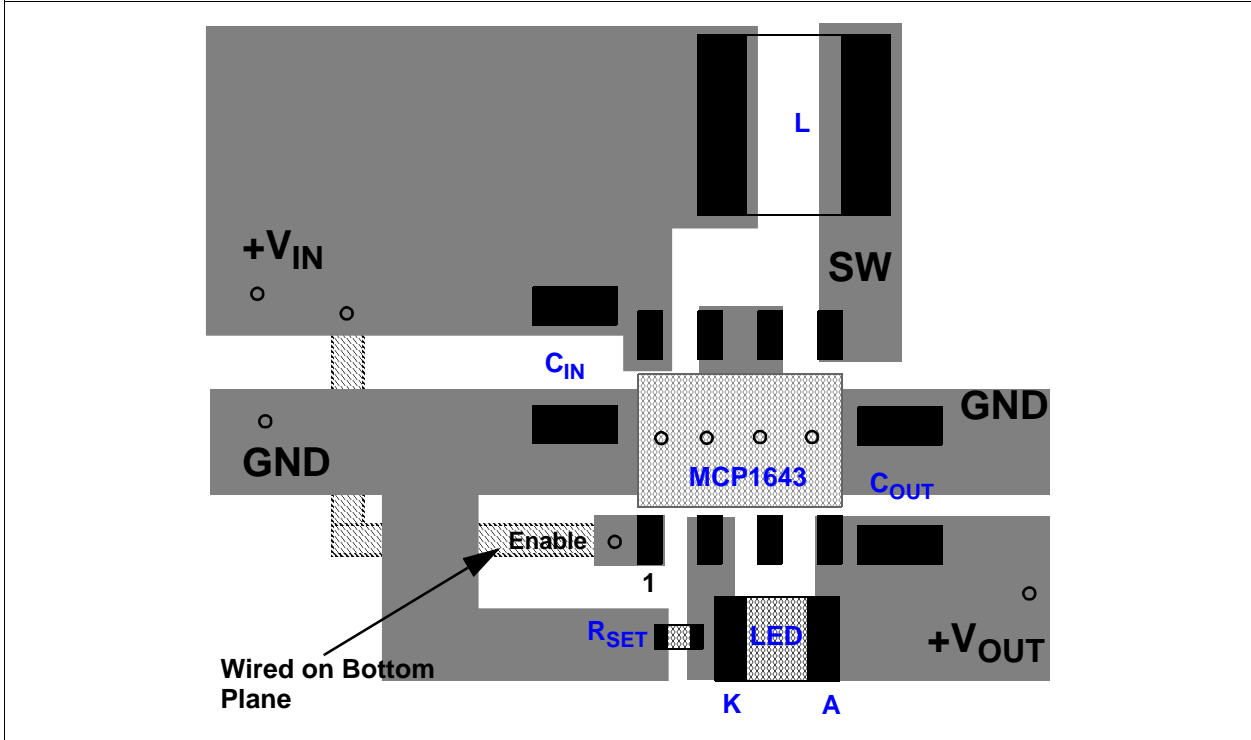 L
+VIN
SW
CIN
GND
GND
MCP1643
COUT
Enable
1
RSET
LED
+VOUT
Wired on Bottom
Plane
K
A